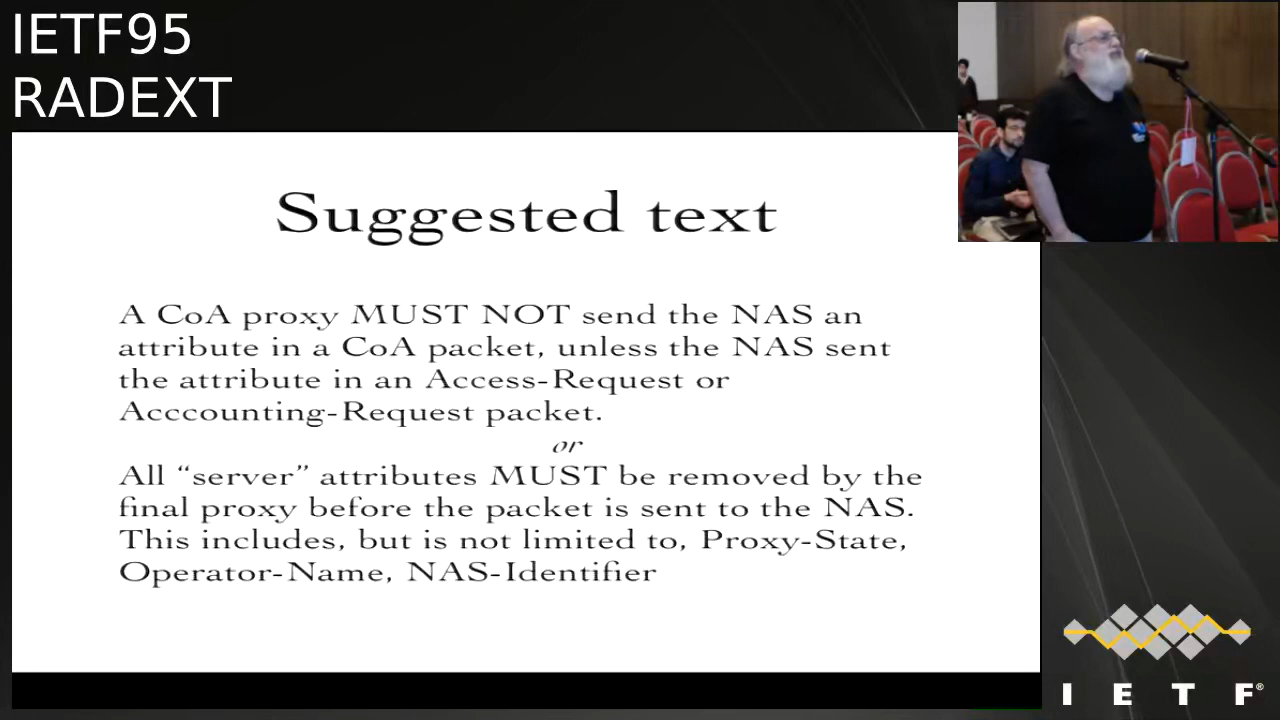 IETF95
RADEXT
Suggested text
A CoA proxy MUST NOT send the NAS an
attribute in a CoA packet, unless the NAS sent
the attribute in an Access-Request or
Acccounting-Request packet.
or
All “server” attributes MUST be removed by the
final proxy before the packet is sent to the NAS.
This includes, but is not limited to, Proxy-State,
Operator-Name, NAS-Identifier
I E T F®